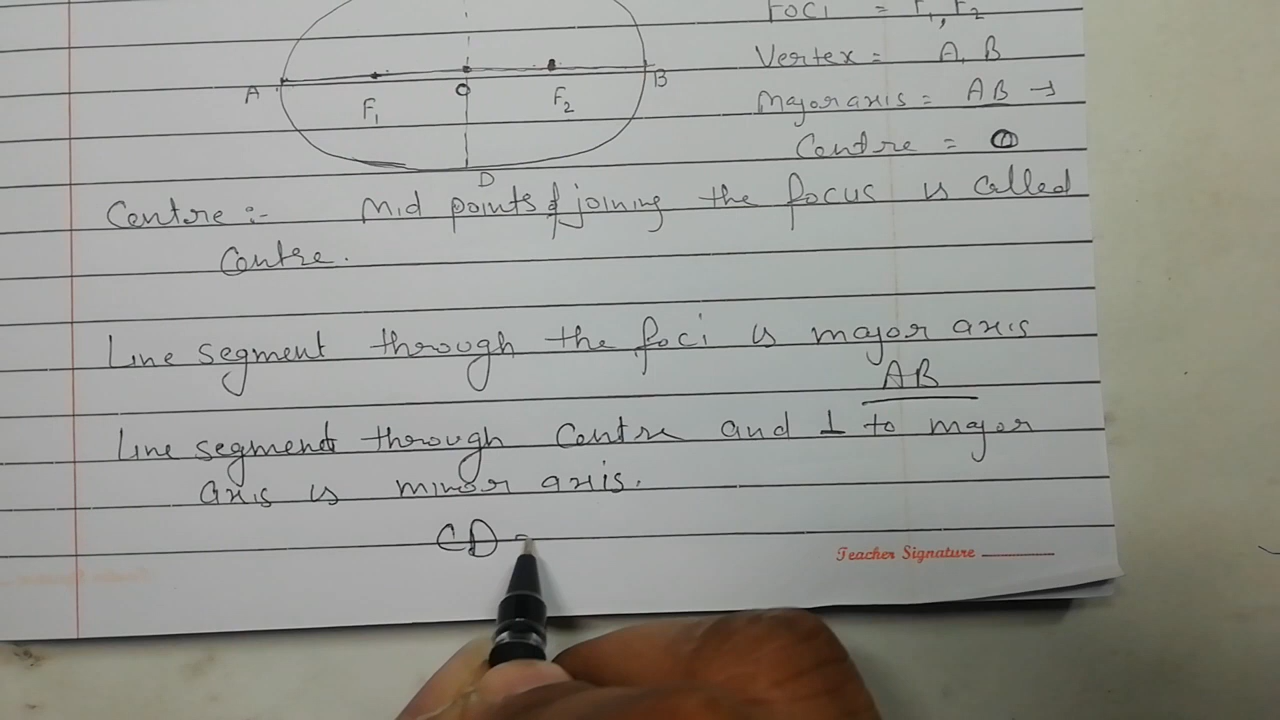 Foci = F1, F2
Vertex = A, B
A
F1
O
F2
B
Major axis = AB →
Centre = O
D
Centre :- Mid points of joining the focus is called
Centre.
Line segment through the foci is major axis
AB
Line segment through Centre and ⊥ to major
axis is minor axis.
CD =
Teacher Signature